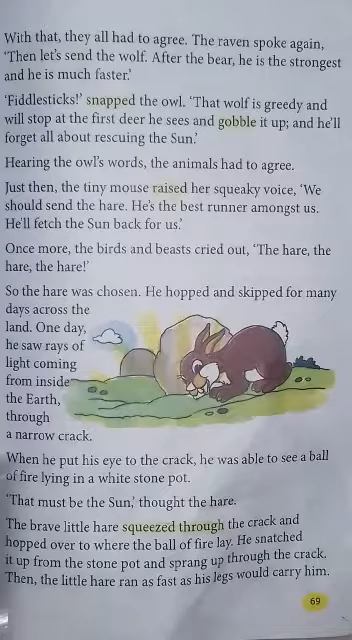 With that, they all had to agree. The raven spoke again,
'Then let's send the wolf. After the bear, he is the strongest
and he is much faster.'
'Fiddlesticks!' snapped the owl. 'That wolf is greedy and
will stop at the first deer he sees and gobble it up; and he'll
forget all about rescuing the Sun.'
Hearing the owl's words, the animals had to agree.
Just then, the tiny mouse raised her squeaky voice, 'We
should send the hare. He's the best runner amongst us.
He'll fetch the Sun back for us.'
Once more, the birds and beasts cried out, 'The hare, the
hare, the hare!'
So the hare was chosen. He hopped and skipped for many
days across the
land. One day,
he saw rays of
light coming
from inside
the Earth,
through
a narrow crack.
When he put his eye to the crack, he was able to see a ball
of fire lying in a white stone pot.
'That must be the Sun,' thought the hare.
The brave little hare squeezed through the crack and
hopped over to where the ball of fire lay. He snatched
it up from the stone pot and sprang up through the crack.
Then, the little hare ran as fast as his legs would carry him.
69